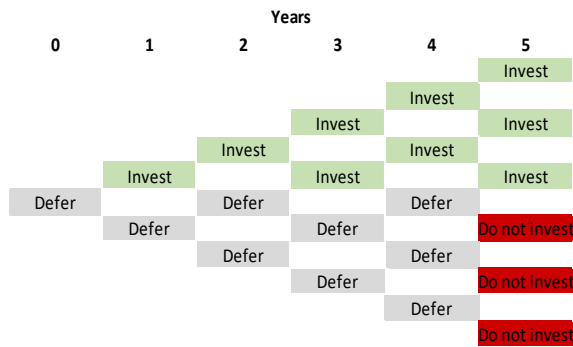 Years
0 1 2 3 4 5
Invest
Invest
Invest Invest
Invest Invest
Invest Invest Invest
Defer Defer Defer
Defer Defer Do not invest
Defer Defer
Defer Do not invest
Defer
Do not invest